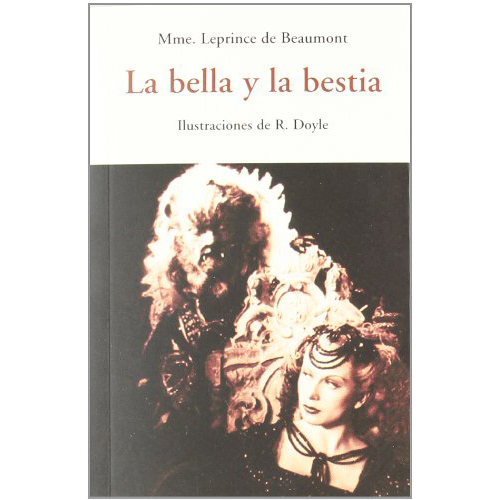 Mme. Leprince de Beaumont
La bella y la bestia
Ilustraciones de R. Doyle